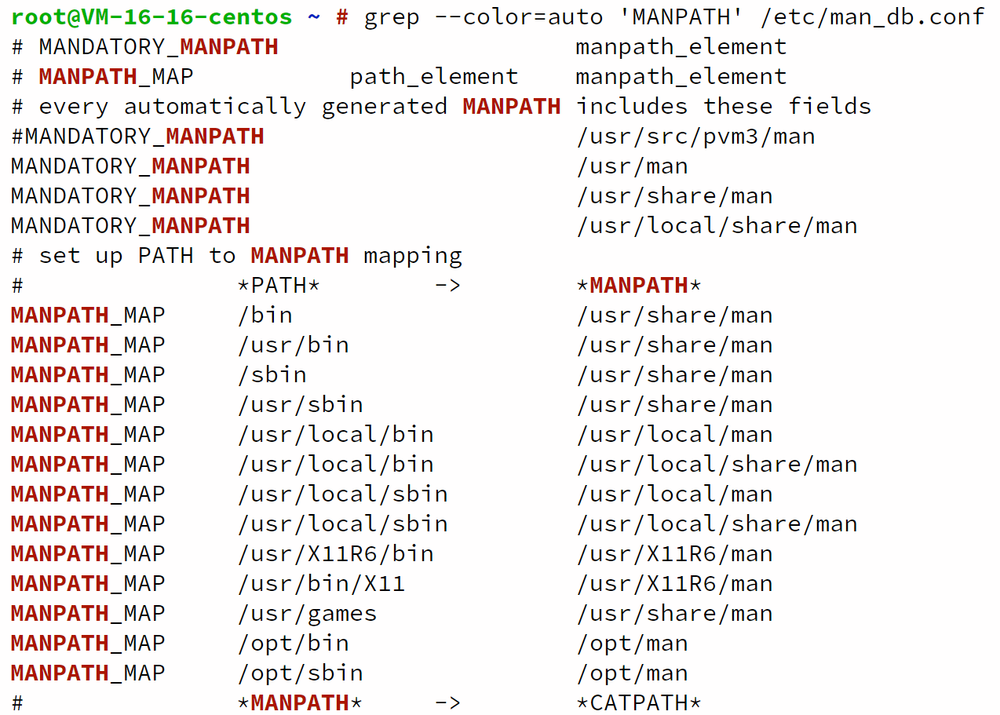 root@VM-16-16-centos ~ # grep --color=auto 'MANPATH' /etc/man_db.conf
# MANDATORY_MANPATH                     manpath_element
# MANPATH_MAP           path_element    manpath_element
# every automatically generated MANPATH includes these fields
#MANDATORY_MANPATH                      /usr/src/pvm3/man
MANDATORY_MANPATH                       /usr/man
MANDATORY_MANPATH                       /usr/share/man
MANDATORY_MANPATH                       /usr/local/share/man
# set up PATH to MANPATH mapping
#               *PATH*        ->        *MANPATH*
MANPATH_MAP     /bin                    /usr/share/man
MANPATH_MAP     /usr/bin                /usr/share/man
MANPATH_MAP     /sbin                   /usr/share/man
MANPATH_MAP     /usr/sbin               /usr/share/man
MANPATH_MAP     /usr/local/bin          /usr/local/man
MANPATH_MAP     /usr/local/bin          /usr/local/share/man
MANPATH_MAP     /usr/local/sbin         /usr/local/man
MANPATH_MAP     /usr/local/sbin         /usr/local/share/man
MANPATH_MAP     /usr/X11R6/bin          /usr/X11R6/man
MANPATH_MAP     /usr/bin/X11            /usr/X11R6/man
MANPATH_MAP     /usr/games              /usr/share/man
MANPATH_MAP     /opt/bin                /opt/man
MANPATH_MAP     /opt/sbin               /opt/man
#               *MANPATH*     ->        *CATPATH*